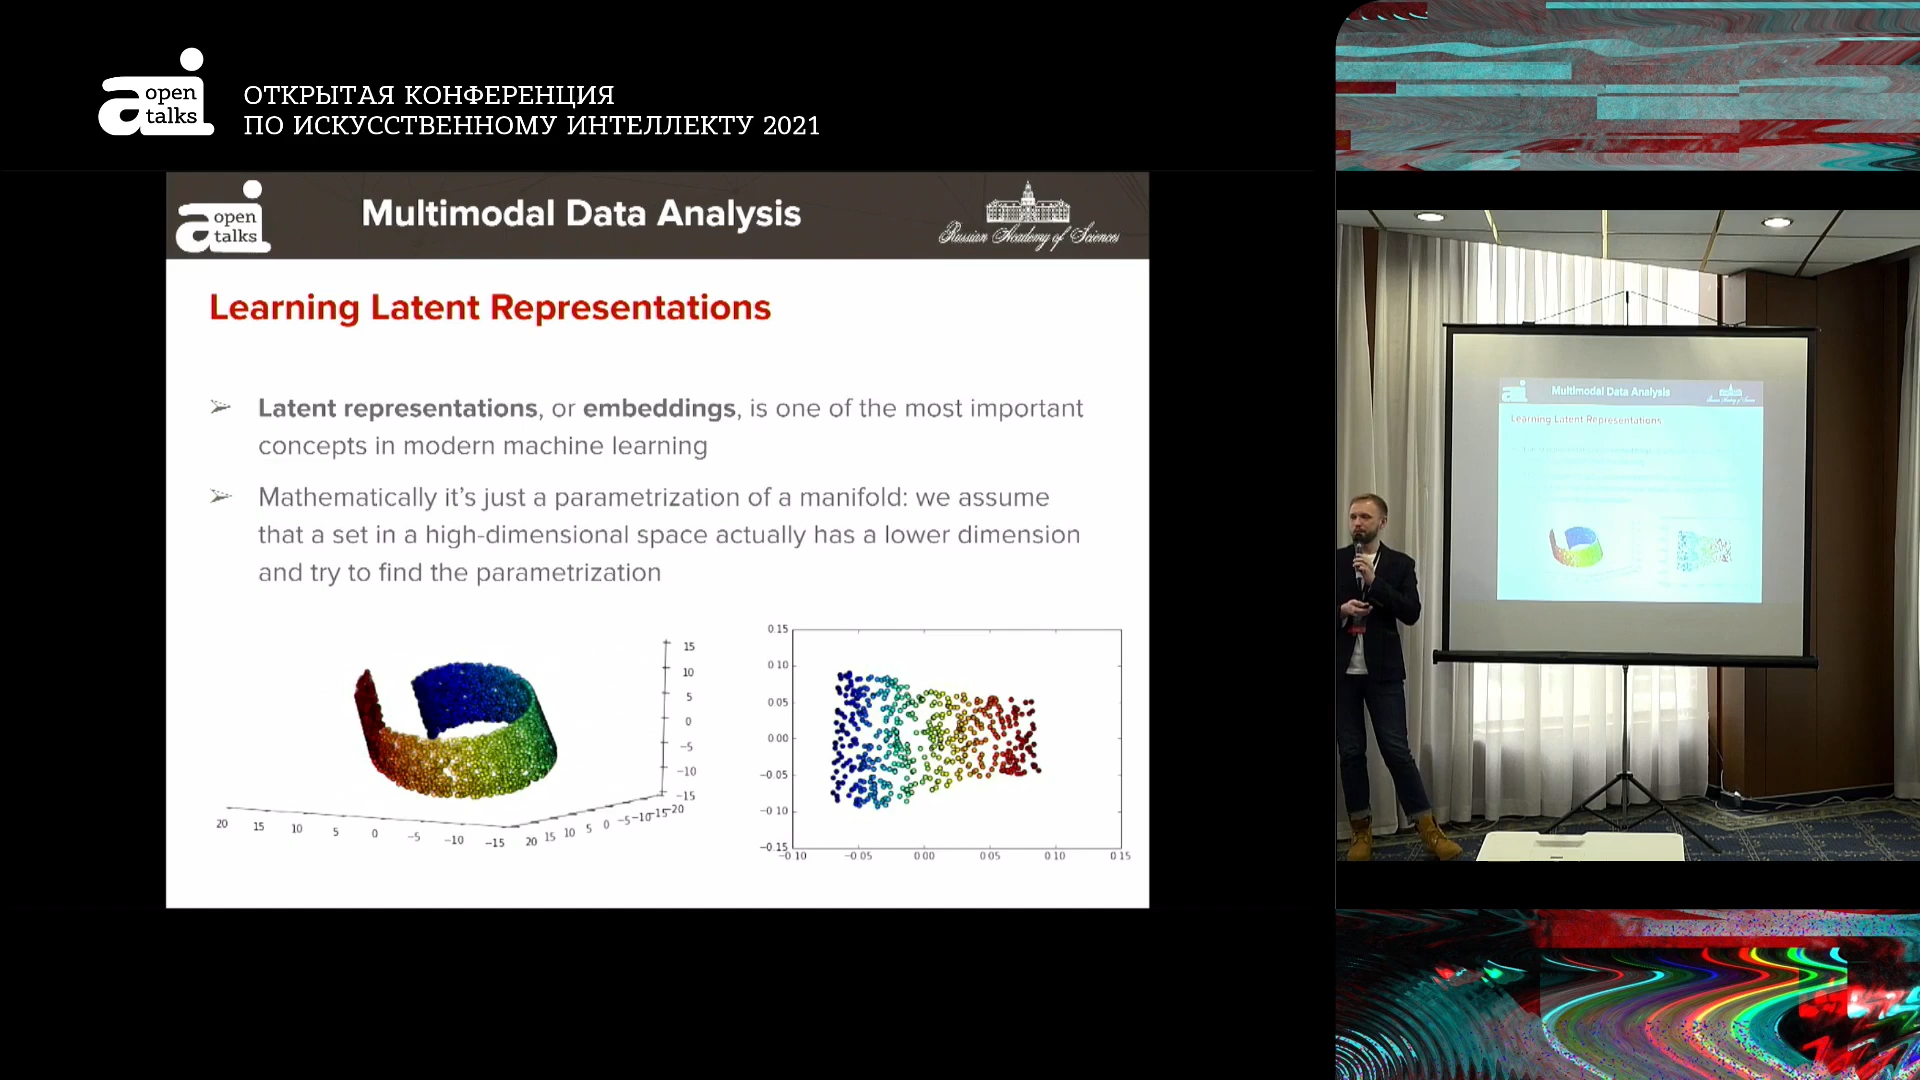 open
talks
ОТКРЫТАЯ КОНФЕРЕНЦИЯ
ПО ИСКУССТВЕННОМУ ИНТЕЛЛЕКТУ 2021
open
talks
Multimodal Data Analysis
Russian Academy of Sciences
Learning Latent Representations
Latent representations, or embeddings, is one of the most important
concepts in modern machine learning
Mathematically it's just a parametrization of a manifold: we assume
that a set in a high-dimensional space actually has a lower dimension
and try to find the parametrization
15
10
5
0
−5
−10
−15
20 15 10 5 0 −5 −10 −15
20 15 10 5 0 −5 −10 −15 −20
0.15
0.10
0.05
0.00
−0.05
−0.10
−0.15
−0.10 −0.05 0.00 0.05 0.10 0.15
Multimodal Data Analysis
Learning Latent Representations